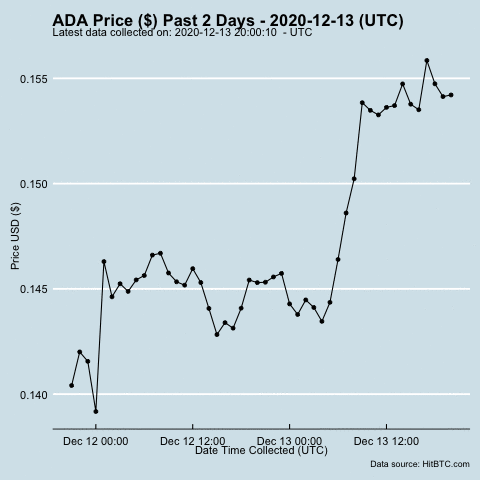 ADA Price ($) Past 2 Days - 2020-12-13 (UTC)
Latest data collected on: 2020-12-13 20:00:10  - UTC
0.155
0.150
0.145
0.140
Price USD ($)
Dec 12 00:00 Dec 12 12:00 Dec 13 00:00 Dec 13 12:00
Date Time Collected (UTC)
Data source: HitBTC.com